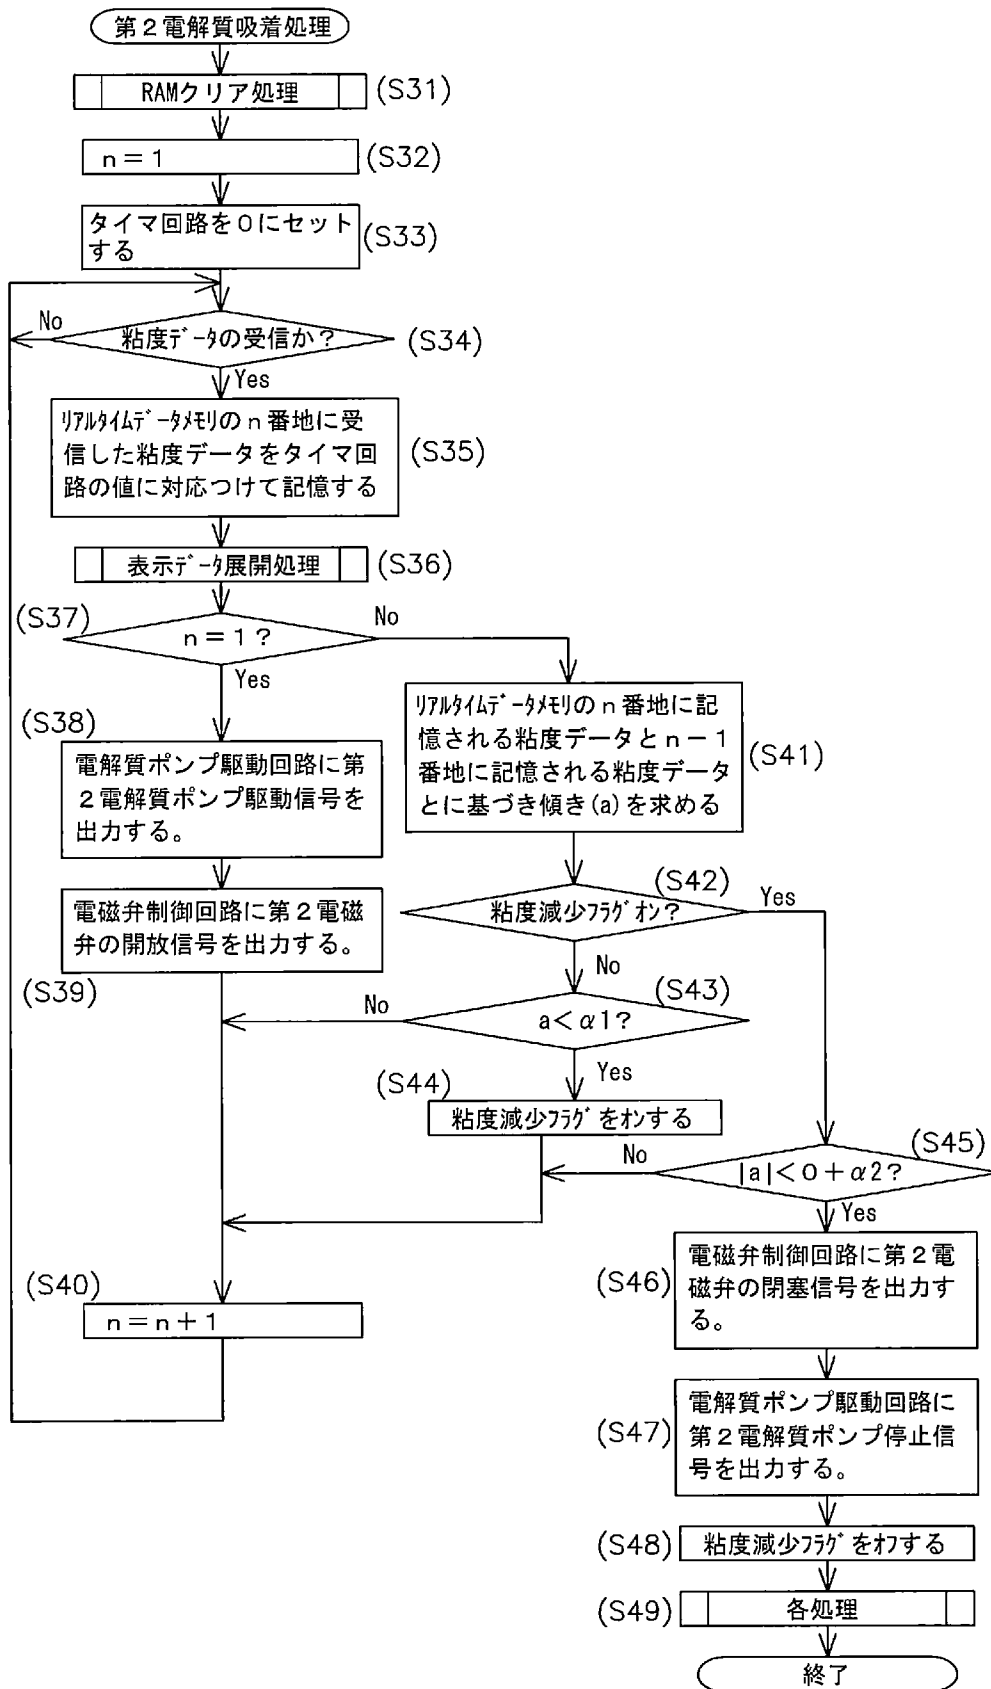 第２電解質吸着処理
RAMクリア処理
(S31)
ｎ＝１
(S32)
タイマ回路を０にセット
する
(S33)
No
粘度ﾃﾞｰﾀの受信か？
(S34)
Yes
ﾘｱﾙﾀｲﾑﾃﾞｰﾀﾒﾓﾘのｎ番地に受
信した粘度データをタイマ回
路の値に対応つけて記憶する
(S35)
表示ﾃﾞｰﾀ展開処理
(S36)
(S37)
ｎ＝１？
No
Yes
(S38)
電解質ポンプ駆動回路に第
２電解質ポンプ駆動信号を
出力する。
電磁弁制御回路に第２電磁
弁の開放信号を出力する。
(S39)
ﾘｱﾙﾀｲﾑﾃﾞｰﾀﾒﾓﾘのｎ番地に記
憶される粘度データとｎ－１
番地に記憶される粘度データ
とに基づき傾き(a)を求める
(S41)
(S42)
粘度減少ﾌﾗｸﾞｵﾝ？
Yes
No
(S43)
No
a＜α1？
Yes
(S44)
粘度減少ﾌﾗｸﾞをｵﾝする
(S45)
No
|a|＜０＋α2？
Yes
(S40)
ｎ＝ｎ＋１
電磁弁制御回路に第２電
磁弁の閉塞信号を出力す
る。
(S46)
電解質ポンプ駆動回路に
第２電解質ポンプ停止信
号を出力する。
(S47)
(S48)
粘度減少ﾌﾗｸﾞをｵﾌする
(S49)
各処理
終了